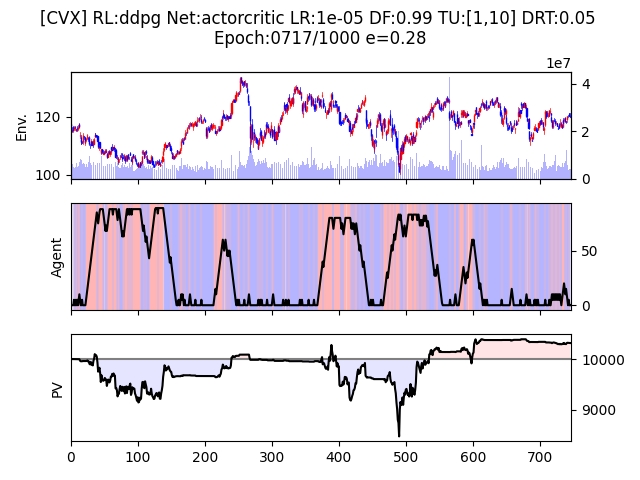 [CVX] RL:ddpg Net:actorcritic LR:1e-05 DF:0.99 TU:[1,10] DRT:0.05
Epoch:0717/1000 e=0.28
1e7
Env.
120
100
4
2
0
Agent
50
0
PV
10000
9000
0
100
200
300
400
500
600
700